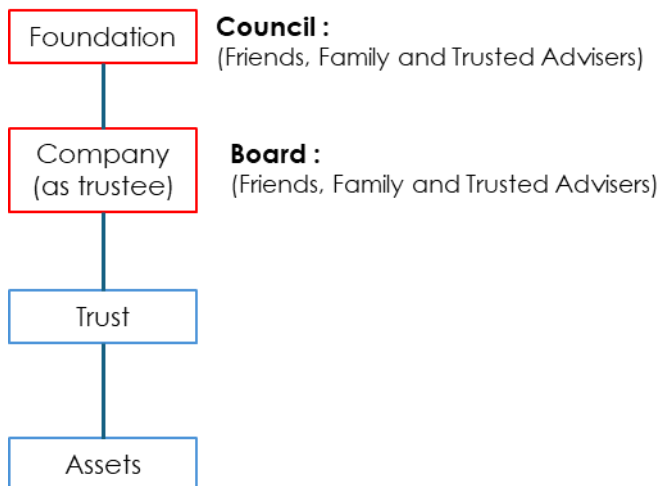 Foundation
Council :
(Friends, Family and Trusted Advisers)
Company
(as trustee)
Board :
(Friends, Family and Trusted Advisers)
Trust
Assets